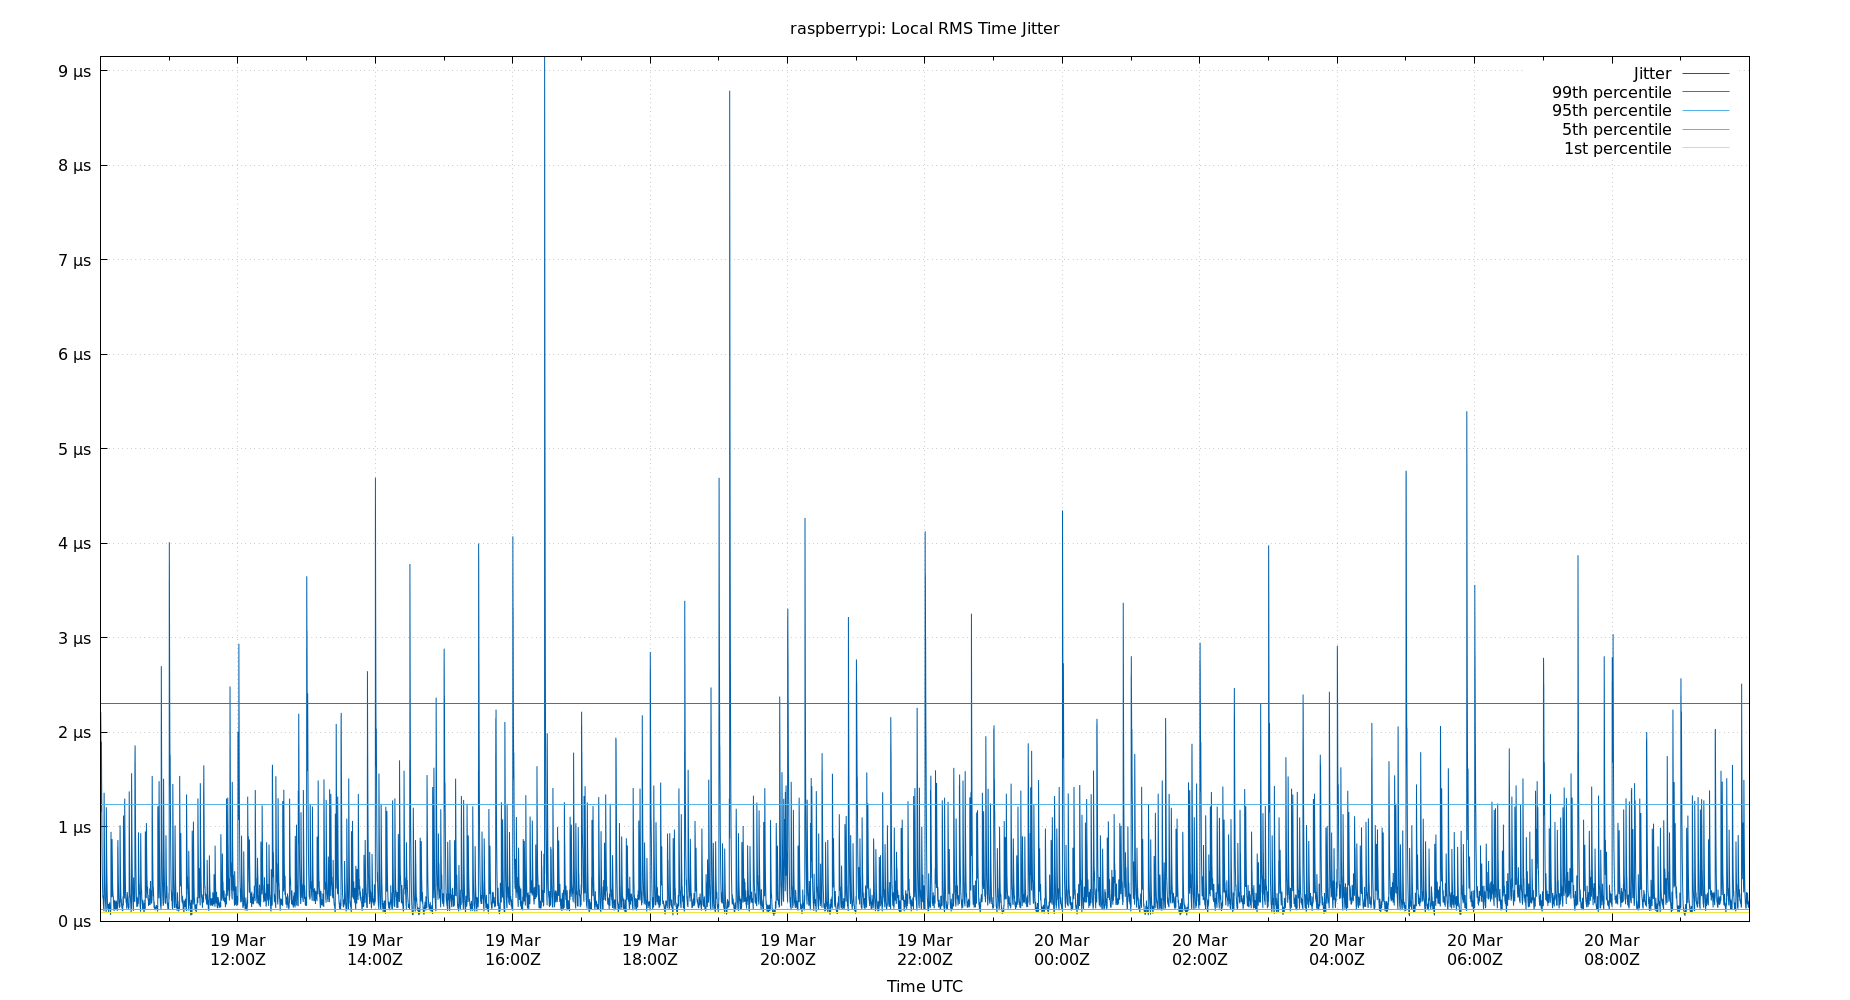 raspberrypi: Local RMS Time Jitter
9 µs
8 µs
7 µs
6 µs
5 µs
4 µs
3 µs
2 µs
1 µs
0 µs
Jitter
99th percentile
95th percentile
5th percentile
1st percentile
19 Mar 19 Mar 19 Mar 19 Mar 19 Mar 19 Mar 20 Mar 20 Mar 20 Mar 20 Mar 20 Mar
12:00Z 14:00Z 16:00Z 18:00Z 20:00Z 22:00Z 00:00Z 02:00Z 04:00Z 06:00Z 08:00Z
Time UTC